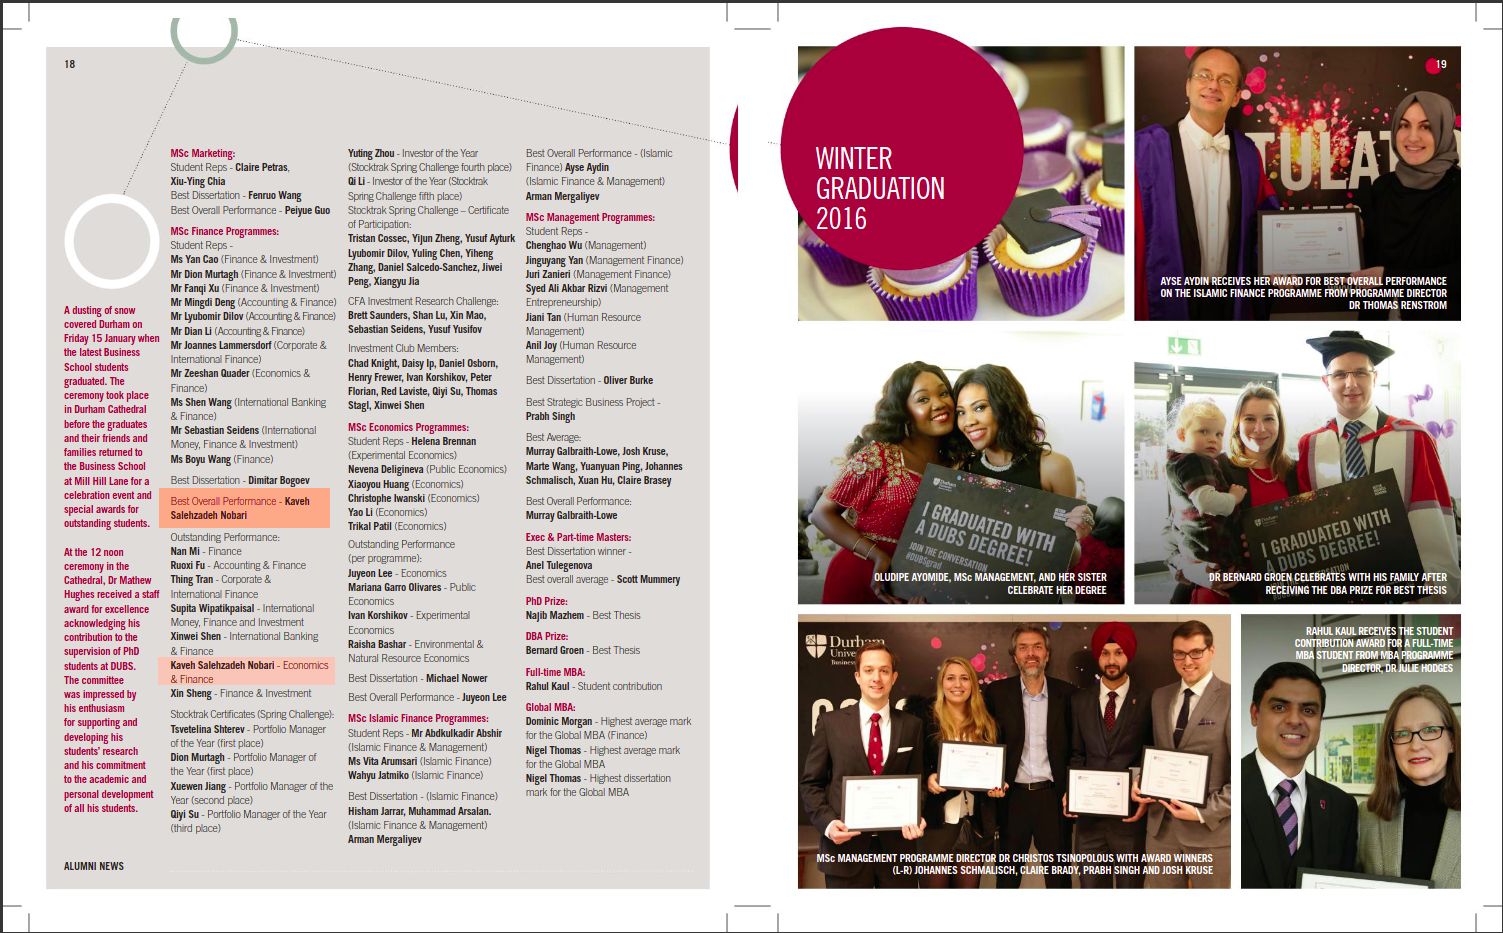 18
A dusting of snow
covered Durham on
Friday 15 January when
the latest Business
School students
graduated. The
ceremony took place
in Durham Cathedral
before the graduates
and their friends and
families returned to
the Business School
at Mill Hill Lane for a
celebration event and
special awards for
outstanding students.
At the 12 noon
ceremony in the
Cathedral, Dr Mathew
Hughes received a staff
award for excellence
acknowledging his
contribution to the
supervision of PhD
students at DUBS.
The committee
was impressed by
his enthusiasm
for supporting and
developing his
students' research
and his commitment
to the academic and
personal development
of all his students.
MSc Marketing:
Student Reps - Claire Petras,
Xiu-Ying Chia
Best Dissertation - Fenruo Wang
Best Overall Performance - Peiyue Guo
MSc Finance Programmes:
Student Reps -
Ms Yan Cao (Finance & Investment)
Mr Dion Murtagh (Finance & Investment)
Mr Fanqi Xu (Finance & Investment)
Mr Mingdi Deng (Accounting & Finance)
Mr Lyubomir Dilov (Accounting & Finance)
Mr Dian Li (Accounting & Finance)
Mr Joannes Lammersdorf (Corporate &
International Finance)
Mr Zeeshan Quader (Economics &
Finance)
Ms Shen Wang (International Banking
& Finance)
Mr Sebastian Seidens (International
Money, Finance & Investment)
Ms Boyu Wang (Finance)
Best Dissertation - Dimitar Bogoev
Best Overall Performance - Kaveh
Salehzadeh Nobari
Outstanding Performance:
Nan Mi - Finance
Ruoxi Fu - Accounting & Finance
Thing Tran - Corporate &
International Finance
Supita Wipatikpaisal - International
Money, Finance and Investment
Xinwei Shen - International Banking
& Finance
Kaveh Salehzadeh Nobari - Economics
& Finance
Xin Sheng - Finance & Investment
Stocktrak Certificates (Spring Challenge):
Tsvetelina Shterev - Portfolio Manager
of the Year (first place)
Dion Murtagh - Portfolio Manager of
the Year (first place)
Xuewen Jiang - Portfolio Manager of the
Year (second place)
Qiyi Su - Portfolio Manager of the Year
(third place)
Yuting Zhou - Investor of the Year
(Stocktrak Spring Challenge fourth place)
Qi Li - Investor of the Year (Stocktrak
Spring Challenge fifth place)
Stocktrak Spring Challenge – Certificate
of Participation:
Tristan Cossec, Yijun Zheng, Yusuf Ayturk
Lyubomir Dilov, Yuling Chen, Yiheng
Zhang, Daniel Salcedo-Sanchez, Jiwei
Peng, Xiangyu Jia
CFA Investment Research Challenge:
Brett Saunders, Shan Lu, Xin Mao,
Sebastian Seidens, Yusuf Yusifov
Investment Club Members:
Chad Knight, Daisy Ip, Daniel Osborn,
Henry Frewer, Ivan Korshikov, Peter
Florian, Red Laviste, Qiyi Su, Thomas
Stagl, Xinwei Shen
MSc Economics Programmes:
Student Reps - Helena Brennan
(Experimental Economics)
Nevena Deligineva (Public Economics)
Xiaoyou Huang (Economics)
Christophe Iwanski (Economics)
Yao Li (Economics)
Trikal Patil (Economics)
Outstanding Performance
(per programme):
Juyeon Lee - Economics
Mariana Garro Olivares - Public
Economics
Ivan Korshikov - Experimental
Economics
Raisha Bashar - Environmental &
Natural Resource Economics
Best Dissertation - Michael Nower
Best Overall Performance - Juyeon Lee
MSc Islamic Finance Programmes:
Student Reps - Mr Abdkulkadir Abshir
(Islamic Finance & Management)
Ms Vita Arumsari (Islamic Finance)
Wahyu Jatmiko (Islamic Finance)
Best Dissertation - (Islamic Finance)
Hisham Jarrar, Muhammad Arsalan.
(Islamic Finance & Management)
Arman Mergaliyev
Best Overall Performance - (Islamic
Finance) Ayse Aydin
(Islamic Finance & Management)
Arman Mergaliyev
MSc Management Programmes:
Student Reps -
Chenghao Wu (Management)
Jinguyang Yan (Management Finance)
Juri Zanieri (Management Finance)
Syed Ali Akbar Rizvi (Management
Entrepreneurship)
Jiani Tan (Human Resource
Management)
Anil Joy (Human Resource
Management)
Best Dissertation - Oliver Burke
Best Strategic Business Project -
Prabh Singh
Best Average:
Murray Galbraith-Lowe, Josh Kruse,
Marte Wang, Yuanyuan Ping, Johannes
Schmalisch, Xuan Hu, Claire Brasey
Best Overall Performance:
Murray Galbraith-Lowe
Exec & Part-time Masters:
Best Dissertation winner -
Anel Tulegenova
Best overall average - Scott Mummery
PhD Prize:
Najib Mazhem - Best Thesis
DBA Prize:
Bernard Groen - Best Thesis
Full-time MBA:
Rahul Kaul - Student contribution
Global MBA:
Dominic Morgan - Highest average mark
for the Global MBA (Finance)
Nigel Thomas - Highest average mark
for the Global MBA
Nigel Thomas - Highest dissertation
mark for the Global MBA
ALUMNI NEWS
WINTER
GRADUATION
2016
19
TULAT
AYSE AYDIN RECEIVES HER AWARD FOR BEST OVERALL PERFORMANCE
ON THE ISLAMIC FINANCE PROGRAMME FROM PROGRAMME DIRECTOR
DR THOMAS RENSTROM
Durham
I GRADUATED WITH
A DUBS DEGREE!
JOIN THE CONVERSATION
#DUBSgrad
OLUDIPE AYOMIDE, MSc MANAGEMENT, AND HER SISTER
CELEBRATE HER DEGREE
Durham
I GRADUATED WITH
A DUBS DEGREE!
DR BERNARD GROEN CELEBRATES WITH HIS FAMILY AFTER
RECEIVING THE DBA PRIZE FOR BEST THESIS
Durham
Unive
Business
MSc MANAGEMENT PROGRAMME DIRECTOR DR CHRISTOS TSINOPOLOUS WITH AWARD WINNERS
(L-R) JOHANNES SCHMALISCH, CLAIRE BRADY, PRABH SINGH AND JOSH KRUSE
RAHUL KAUL RECEIVES THE STUDENT
CONTRIBUTION AWARD FOR A FULL-TIME
MBA STUDENT FROM MBA PROGRAMME
DIRECTOR, DR JULIE HODGES